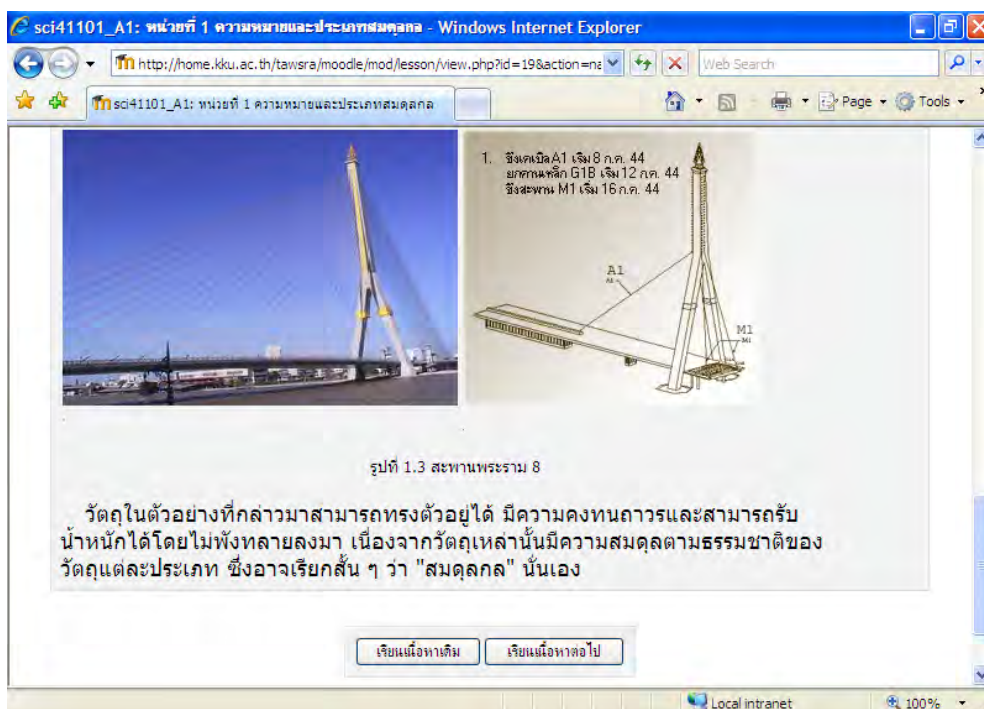 sci41101_A1: หน่วยที่ 1 ความหมายและประเภทสมดุลกล - Windows Internet Explorer
http://home.kku.ac.th/tawsra/moodle/mod/lesson/view.php?id=19&action=na
Web Search
sci41101_A1: หน่วยที่ 1 ความหมายและประเภทสมดุลกล
Page
Tools
1. ขึงเคเบิล A1 เริ่ม 8 ก.ค. 44
ยกคานเหล็ก G1B เริ่ม 12 ก.ค. 44
ขึงสะพาน M1 เริ่ม 16 ก.ค. 44
A1
M1
M1
รูปที่ 1.3 สะพานพระราม 8
วัตถุในตัวอย่างที่กล่าวมาสามารถทรงตัวอยู่ได้ มีความคงทนถาวรและสามารถรับ
น้ำหนักได้โดยไม่พังทลายลงมา เนื่องจากวัตถุเหล่านั้นมีความสมดุลตามธรรมชาติของ
วัตถุแต่ละประเภท ซึ่งอาจเรียกสั้น ๆ ว่า "สมดุลกล" นั่นเอง
เรียนเนื้อหาเดิม
เรียนเนื้อหาต่อไป
Local intranet
100%